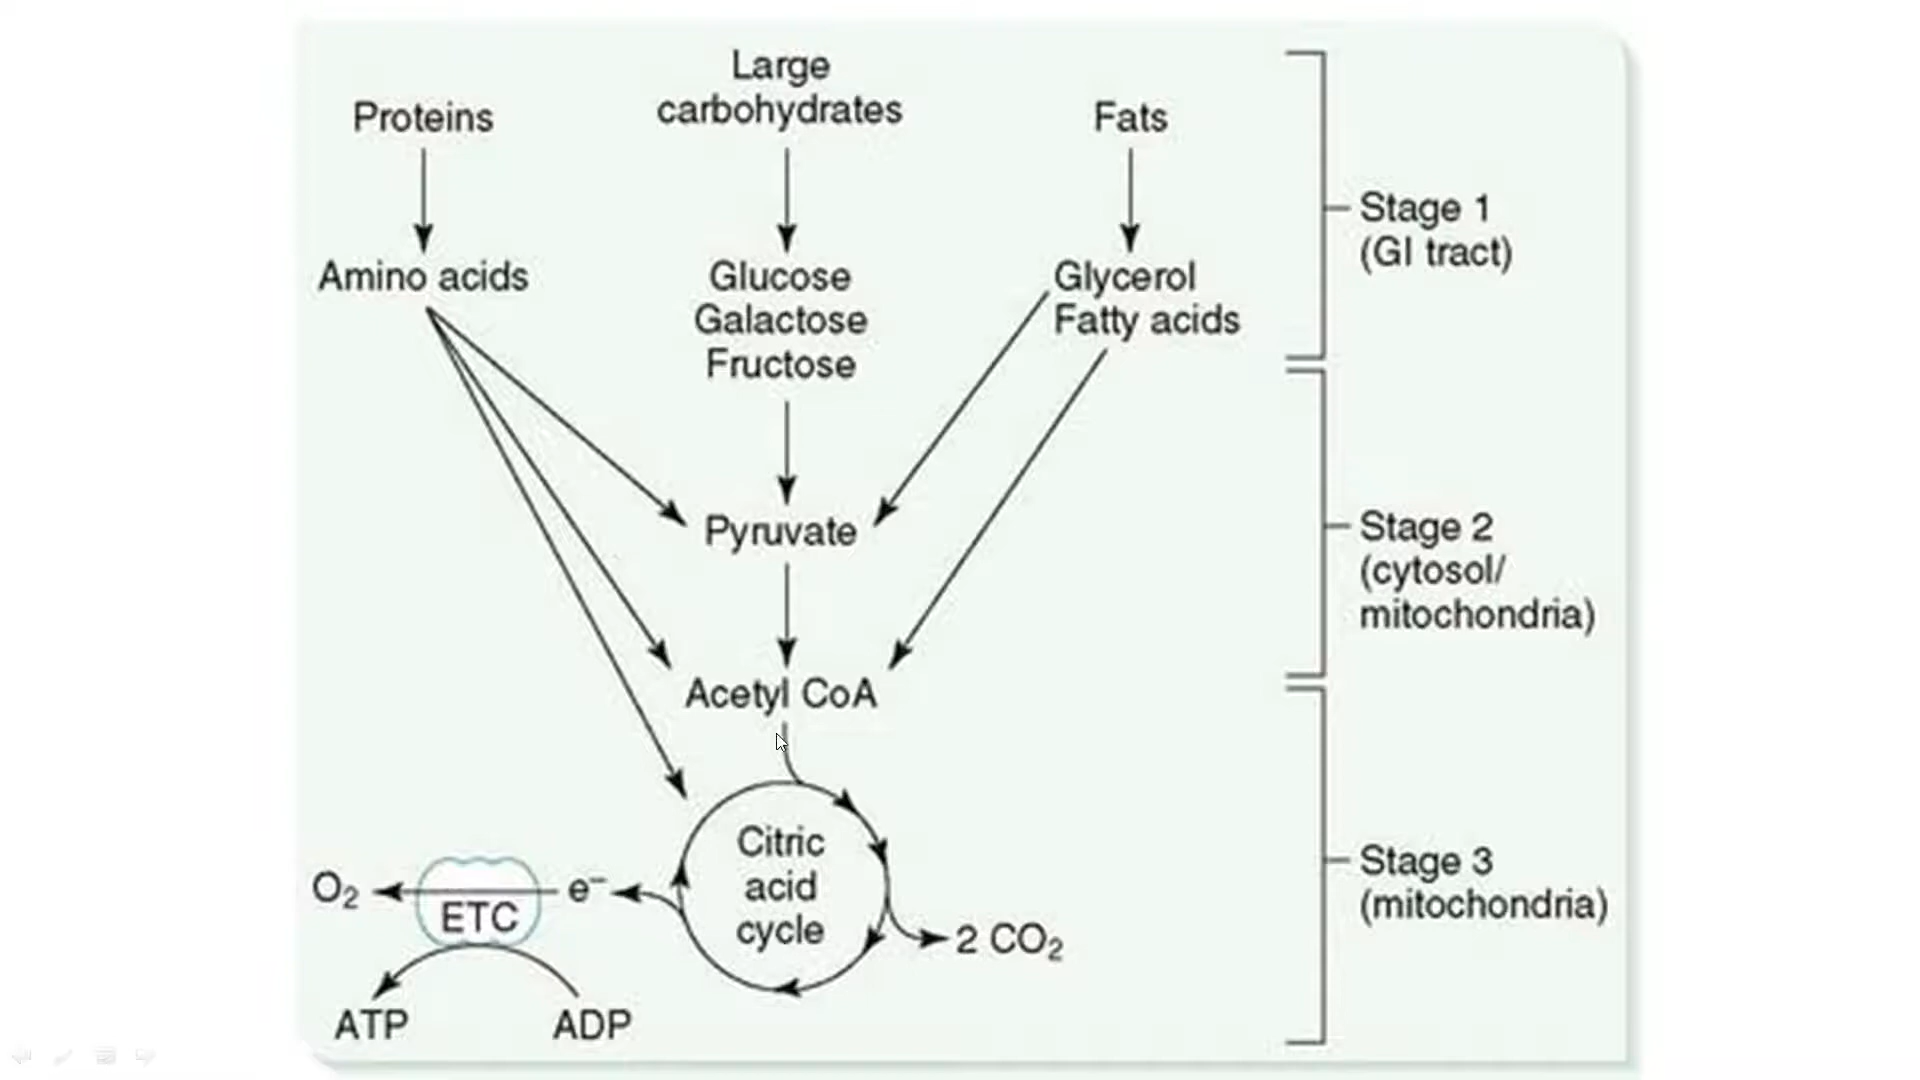 Proteins
Large
carbohydrates
Fats
Stage 1
(GI tract)
Amino acids
Glucose
Galactose
Fructose
Glycerol
Fatty acids
Pyruvate
Stage 2
(cytosol/
mitochondria)
Acetyl CoA
Citric
acid
cycle
Stage 3
(mitochondria)
O₂
ETC
e⁻
2 CO₂
ATP
ADP